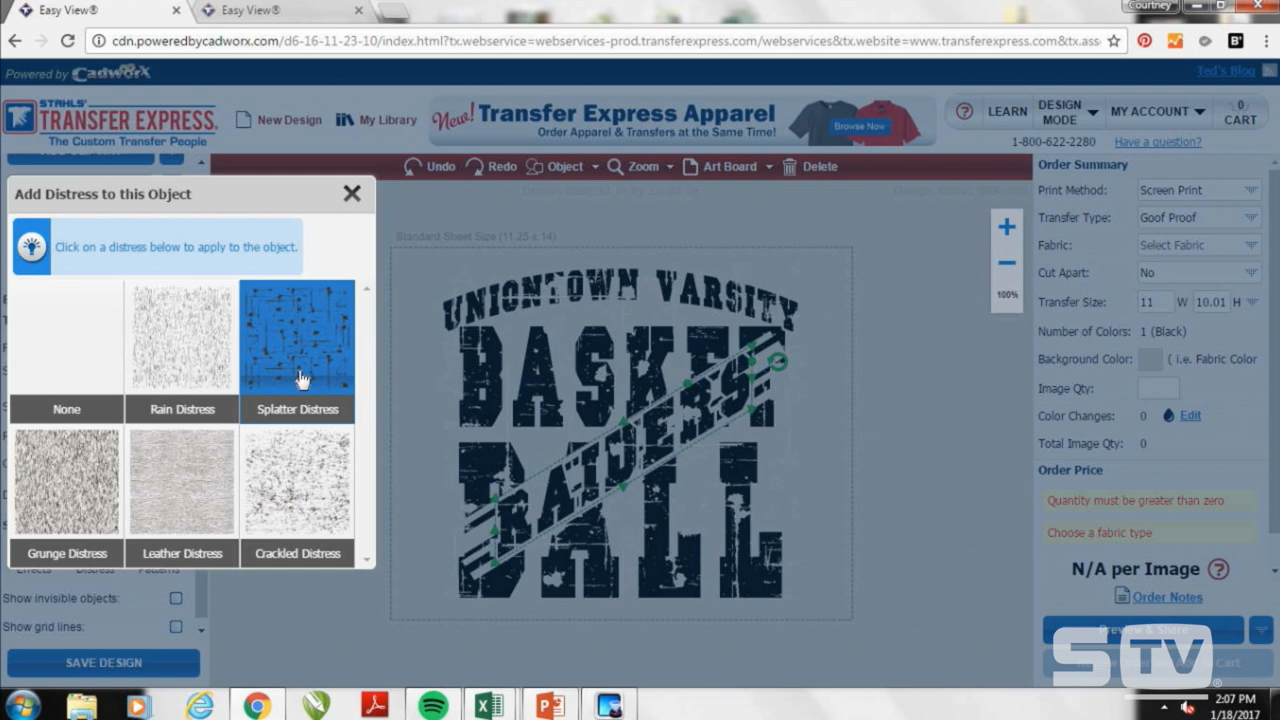 Easy View®
Easy View®
Courtney
cdn.poweredbycadworx.com/d6-16-11-23-10/index.html?tx.webservice=webservices-prod.transferexpress.com/webservices&tx.website=www.transferexpress.com&tx.ass
Powered by CadworX
Ted's Blog
STAHLS'
TRANSFER EXPRESS.
The Custom Transfer People
New Design
My Library
New! Transfer Express Apparel
Order Apparel & Transfers at the Same Time!
Browse Now
LEARN
DESIGN MODE
MY ACCOUNT
0
CART
1-800-622-2280
Have a question?
Undo
Redo
Object
Zoom
Art Board
Delete
Add Distress to this Object
Click on a distress below to apply to the object.
None
Rain Distress
Splatter Distress
Grunge Distress
Leather Distress
Crackled Distress
Effects
Distress
Patterns
Show invisible objects:
Show grid lines:
SAVE DESIGN
Standard Sheet Size (11.25 x 14)
UNIONTOWN VARSITY
BASKET
RAIDERS
BALL
100%
Order Summary
Print Method: Screen Print
Transfer Type: Goof Proof
Fabric: Select Fabric
Cut Apart: No
Transfer Size: 11 W 10.01 H
Number of Colors: 1 (Black)
Background Color: ( i.e. Fabric Color
Image Qty:
Color Changes: 0 Edit
Total Image Qty: 0
Order Price
Quantity must be greater than zero
Choose a fabric type
N/A per Image
Order Notes
Preview & Share
Cart
STV
2:07 PM
1/18/2017